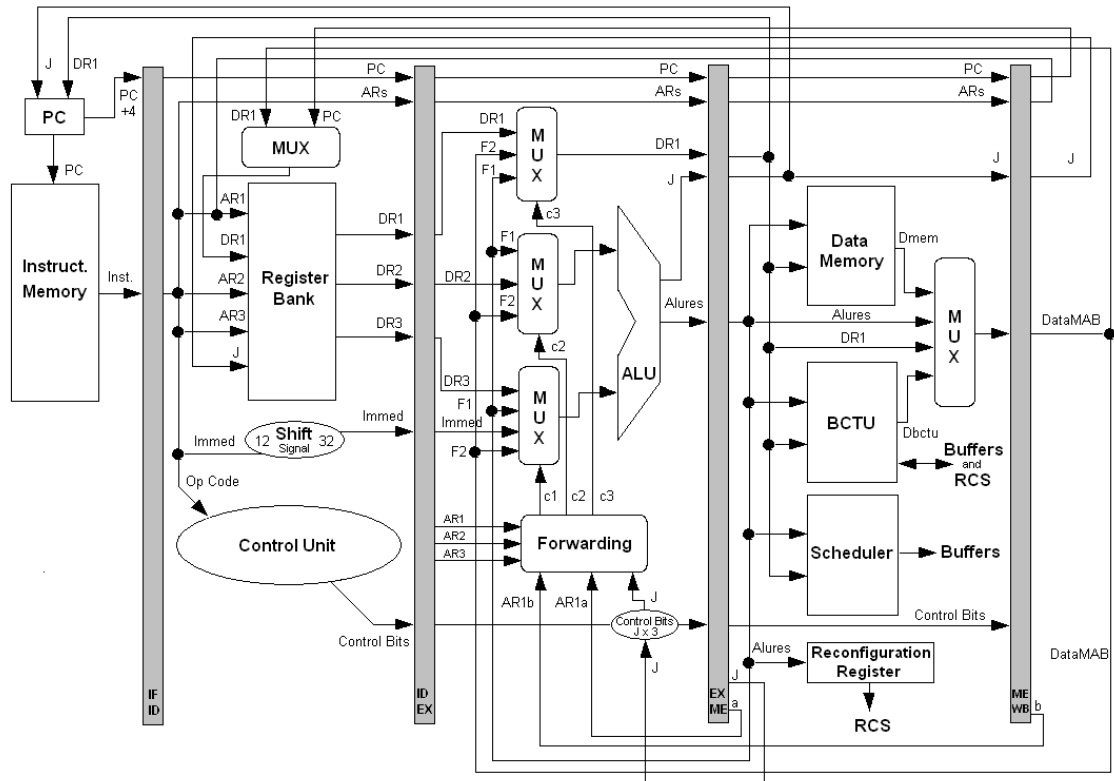 J
DR1
PC
+4
PC
PC
Instruct.
Memory
Inst.
IF
ID
DR1
PC
MUX
PC
ARs
AR1
DR1
AR2
AR3
J
Register
Bank
DR1
DR2
DR3
Immed
12
Shift
Signal
32
Immed
Op Code
Control Unit
Control Bits
ID
EX
PC
ARs
DR1
F2
F1
M
U
X
DR1
J
c3
F1
DR2
F2
M
U
X
c2
DR3
F1
Immed
F2
M
U
X
ALU
Alures
c1
c2
c3
AR1
AR2
AR3
Forwarding
AR1b
AR1a
J
Control Bits
J x 3
J
EX
ME
J
a
PC
ARs
J
Data
Memory
Dmem
Alures
DR1
M
U
X
BCTU
Dbctu
Buffers
and
RCS
Scheduler
Buffers
Control Bits
Alures
Reconfiguration
Register
RCS
ME
WB
b
J
DataMAB
DataMAB